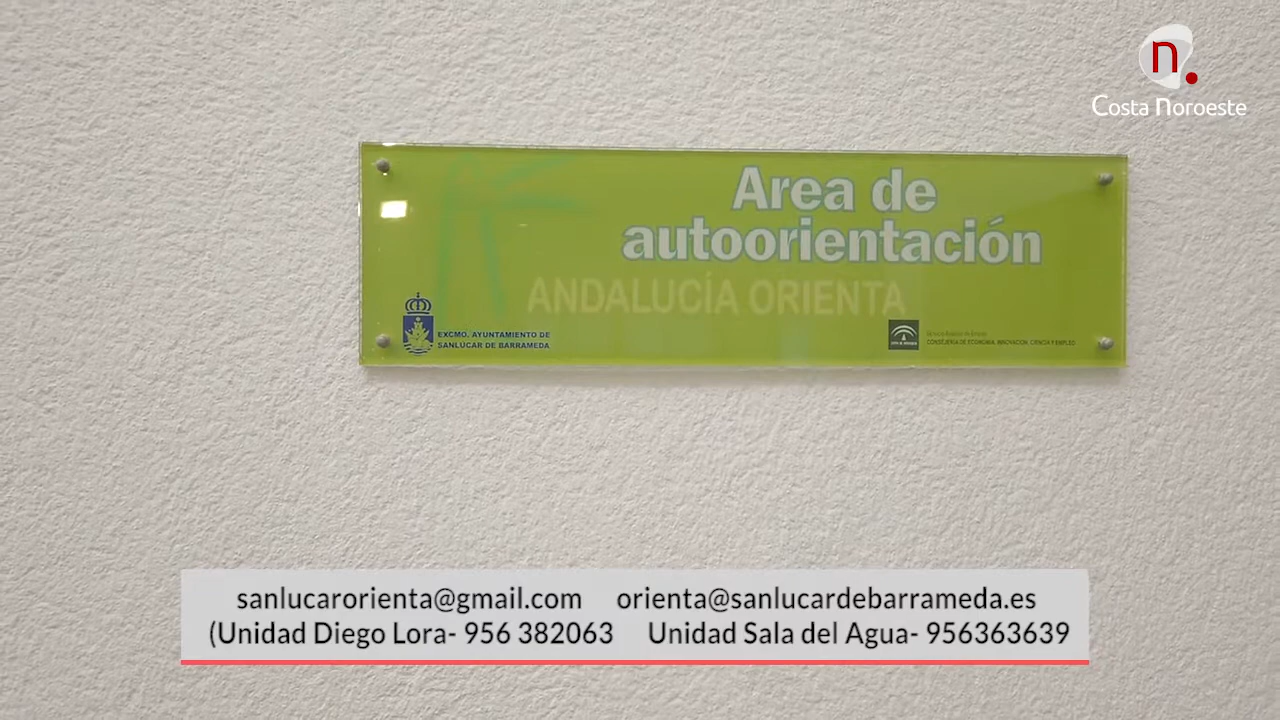 n.
Costa Noroeste
Area de
autoorientación
ANDALUCÍA ORIENTA
EXCMO. AYUNTAMIENTO DE
SANLÚCAR DE BARRAMEDA
CONSEJERÍA DE ECONOMÍA, INNOVACIÓN, CIENCIA Y EMPLEO
sanlucarorienta@gmail.com orienta@sanlucardebarrameda.es
(Unidad Diego Lora- 956 382063 Unidad Sala del Agua- 956363639